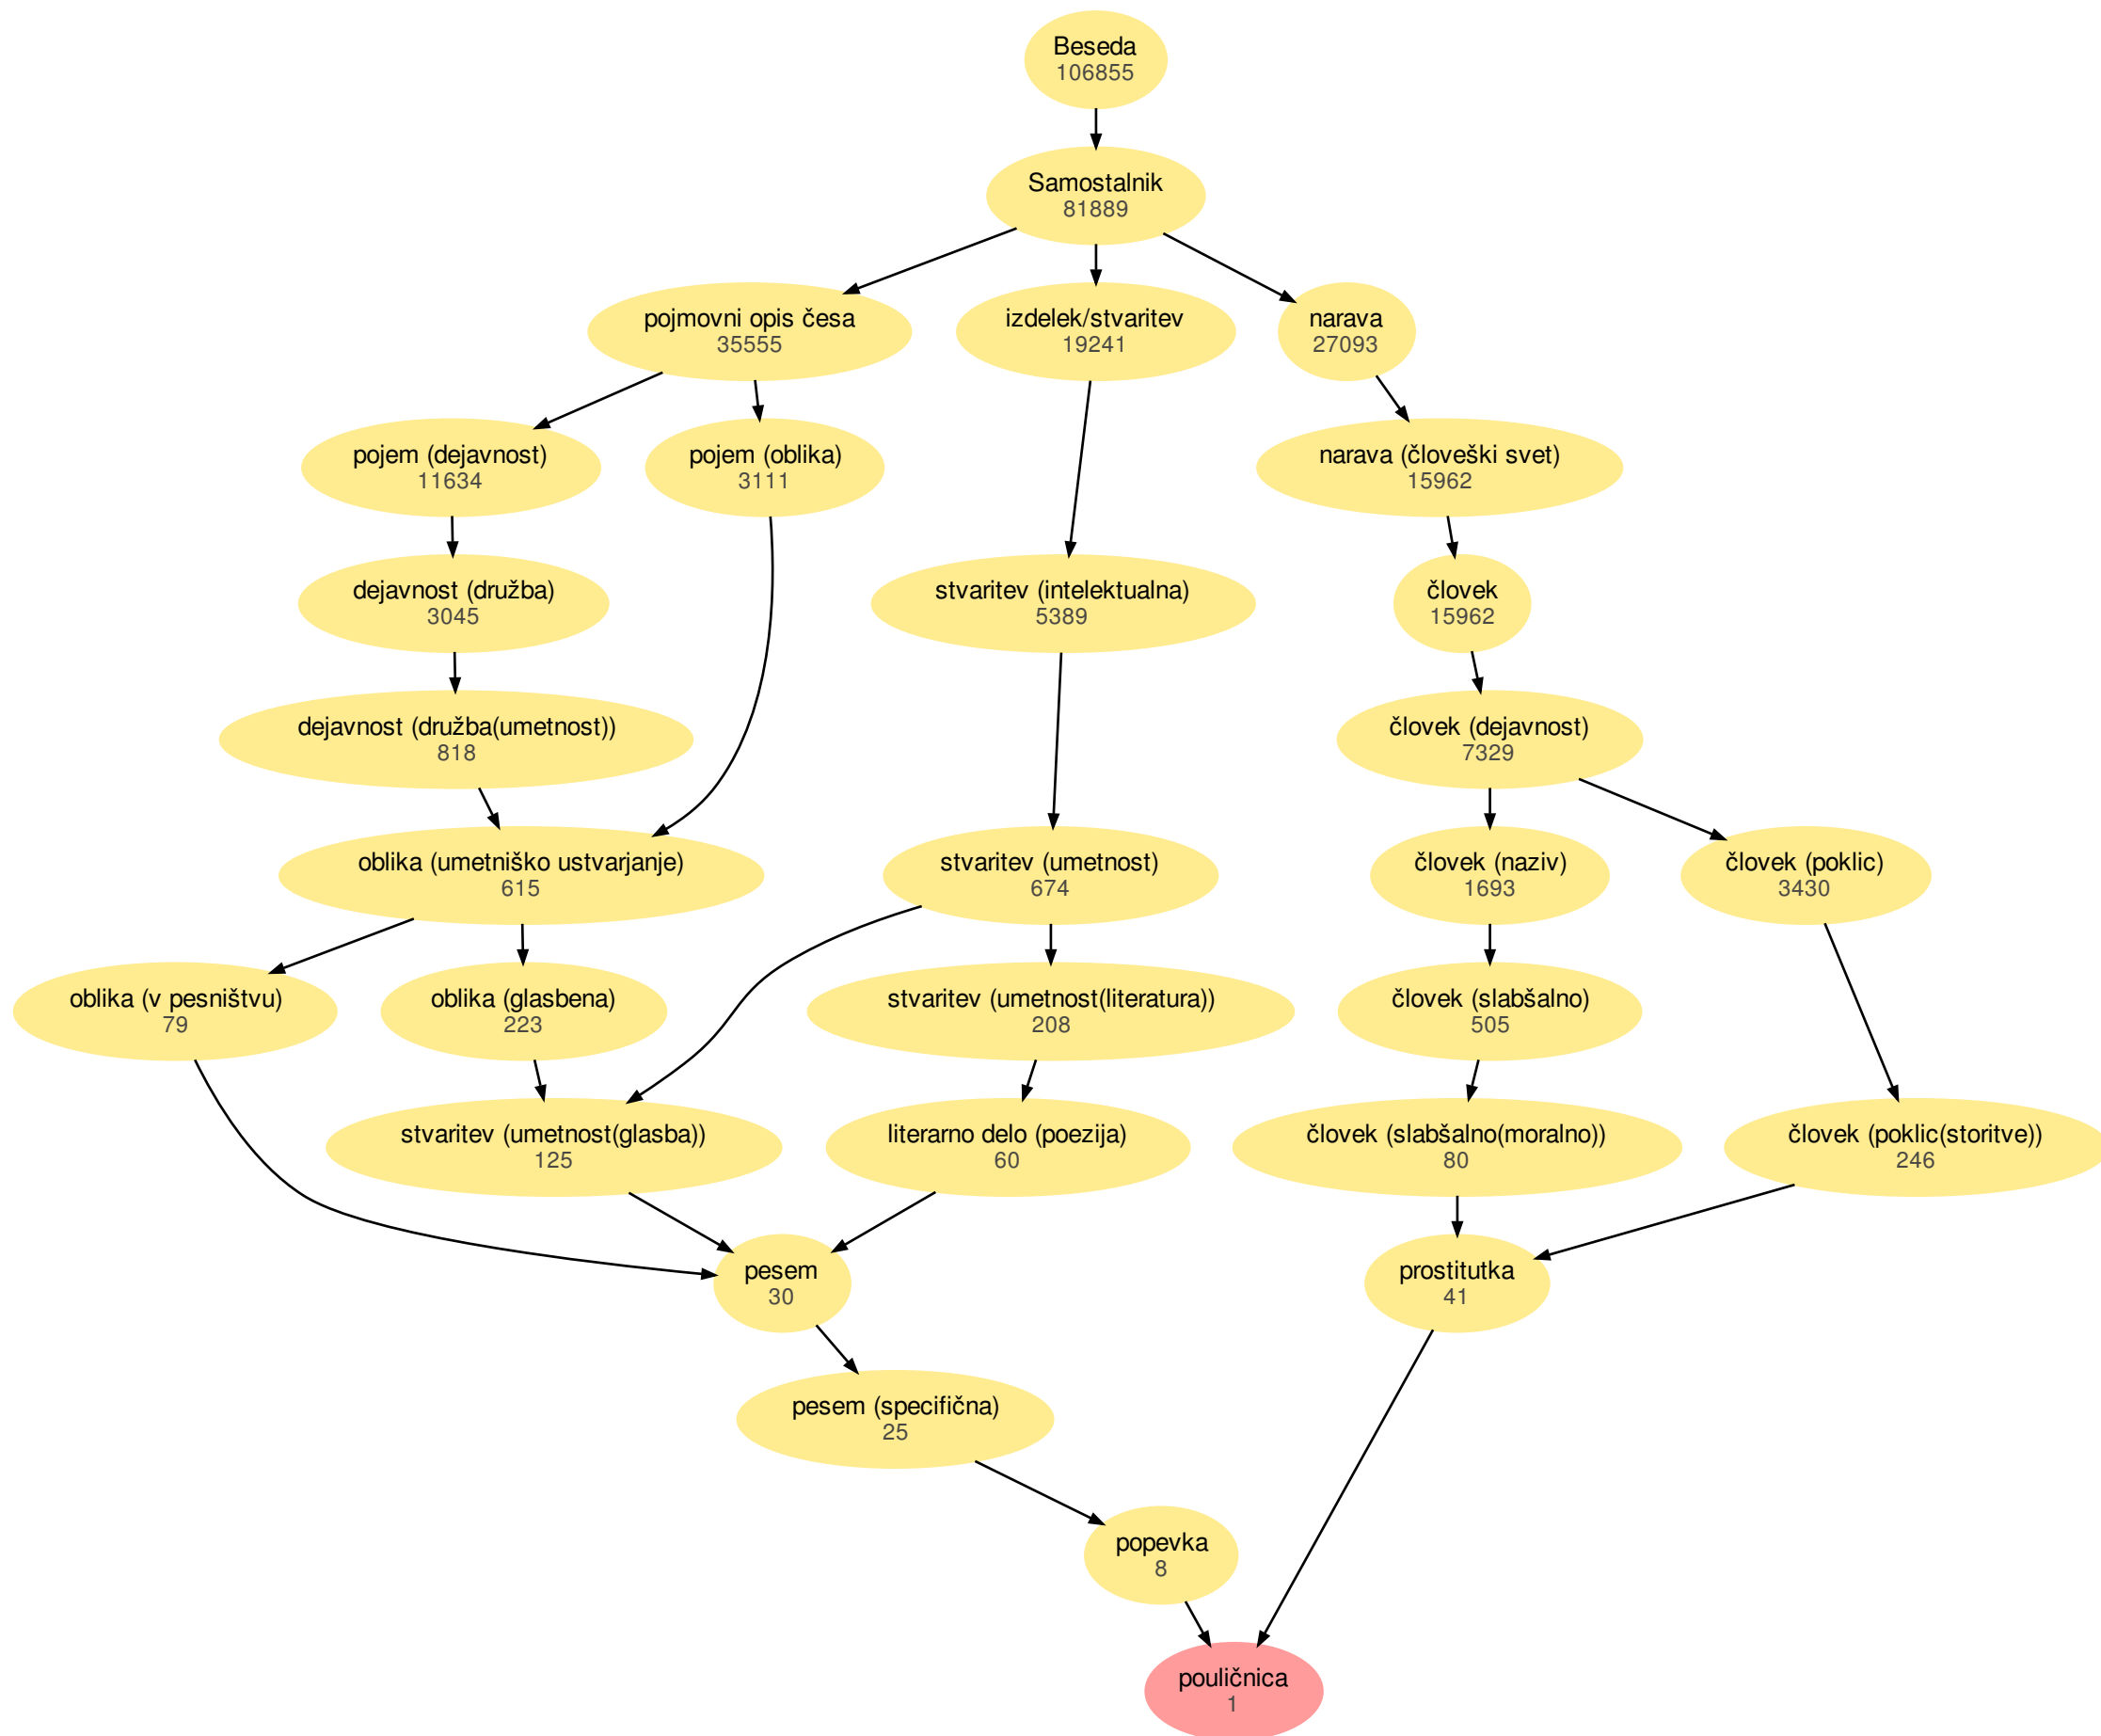 Beseda
106855
Samostalnik
81889
pojmovni opis česa
35555
izdelek/stvaritev
19241
narava
27093
pojem (dejavnost)
11634
pojem (oblika)
3111
narava (človeški svet)
15962
dejavnost (družba)
3045
stvaritev (intelektualna)
5389
človek
15962
dejavnost (družba(umetnost))
818
človek (dejavnost)
7329
oblika (umetniško ustvarjanje)
615
stvaritev (umetnost)
674
človek (naziv)
1693
človek (poklic)
3430
oblika (v pesništvu)
79
oblika (glasbena)
223
stvaritev (umetnost(literatura))
208
človek (slabšalno)
505
stvaritev (umetnost(glasba))
125
literarno delo (poezija)
60
človek (slabšalno(moralno))
80
človek (poklic(storitve))
246
pesem
30
prostitutka
41
pesem (specifična)
25
popevka
8
pouličnica
1